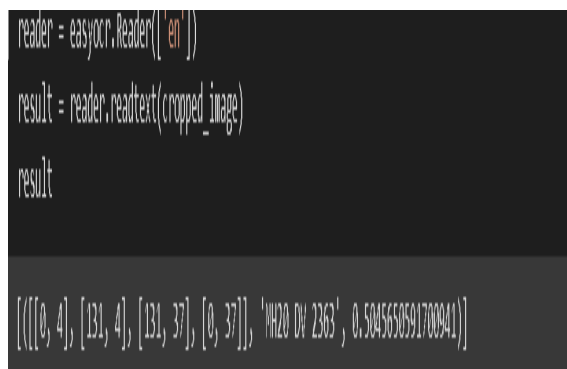 reader = easyocr.Reader(['en'])
result = reader.readtext(cropped_image)
result
[([[0, 4], [131, 4], [131, 37], [0, 37]], 'MH20 DV 2363', 0.5045650591700941)]